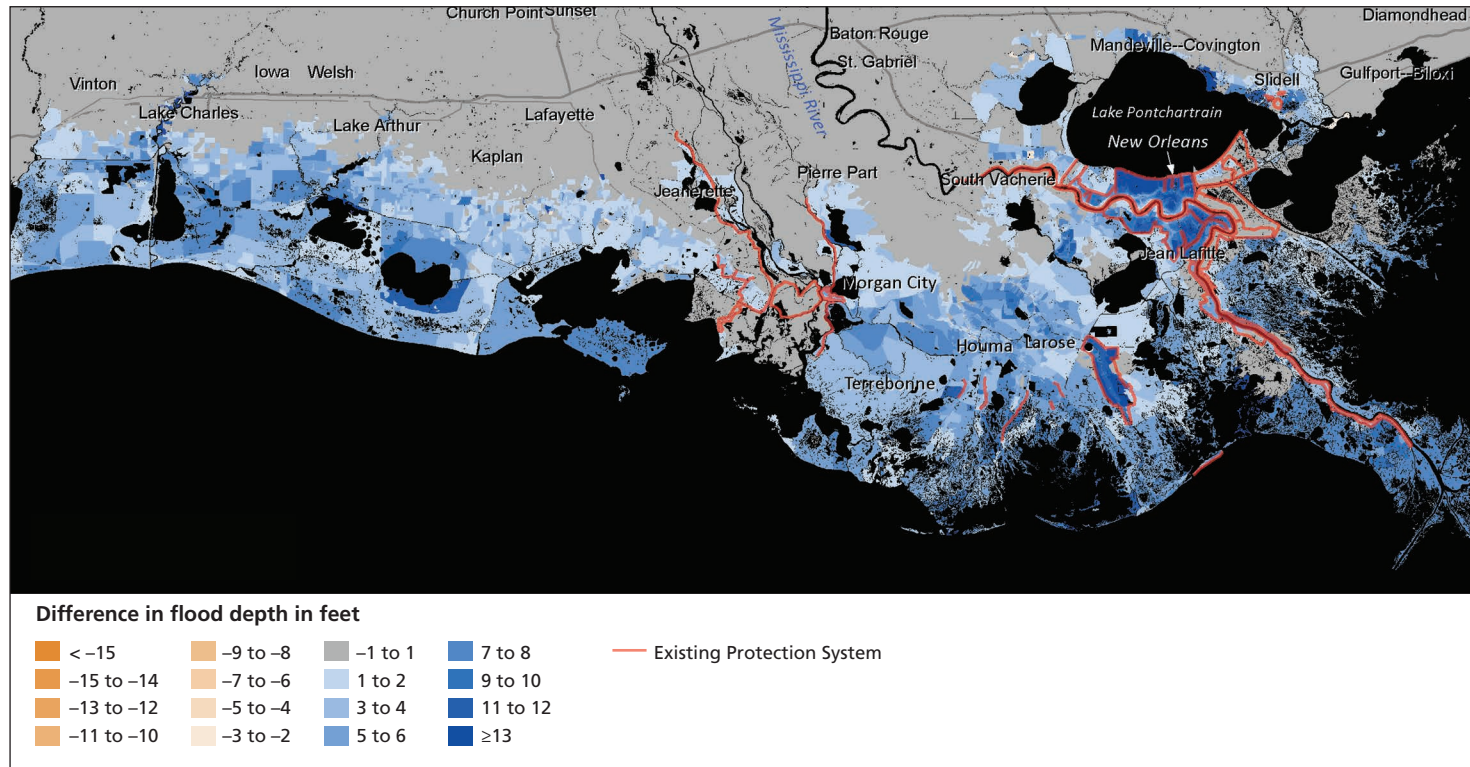 Church Point
Sunset
Mississippi River
Baton Rouge
St. Gabriel
Diamondhead
Mandeville--Covington
Slidell
Gulfport--Biloxi
Vinton
Iowa
Welsh
Lake Charles
Lake Arthur
Lafayette
Kaplan
Lake Pontchartrain
New Orleans
Jeanerette
Pierre Part
South Vacherie
Jean Lafitte
Morgan City
Houma
Larose
Terrebonne
Difference in flood depth in feet
< –15
–15 to –14
–13 to –12
–11 to –10
–9 to –8
–7 to –6
–5 to –4
–3 to –2
–1 to 1
1 to 2
3 to 4
5 to 6
7 to 8
9 to 10
11 to 12
≥13
Existing Protection System